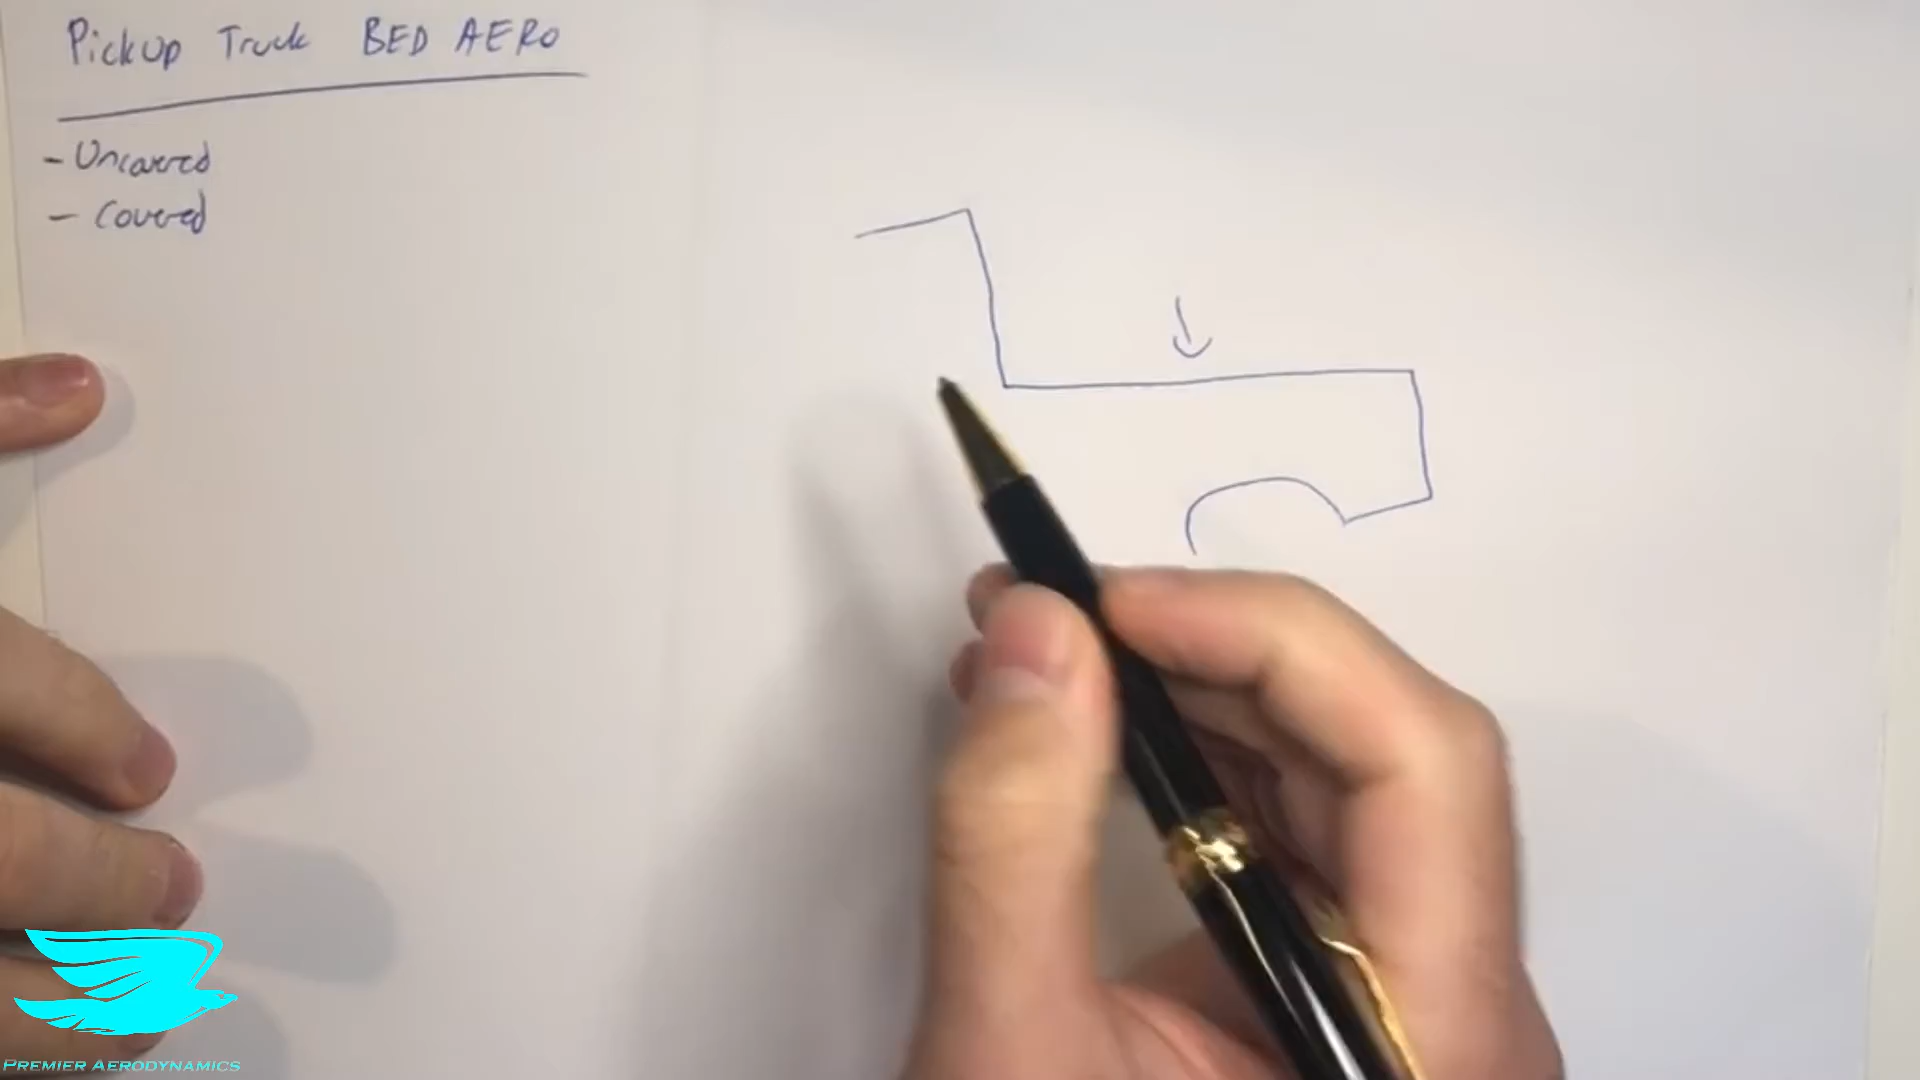 Pickup Truck BED AERO
- Uncovered
- Covered
PREMIER AERODYNAMICS